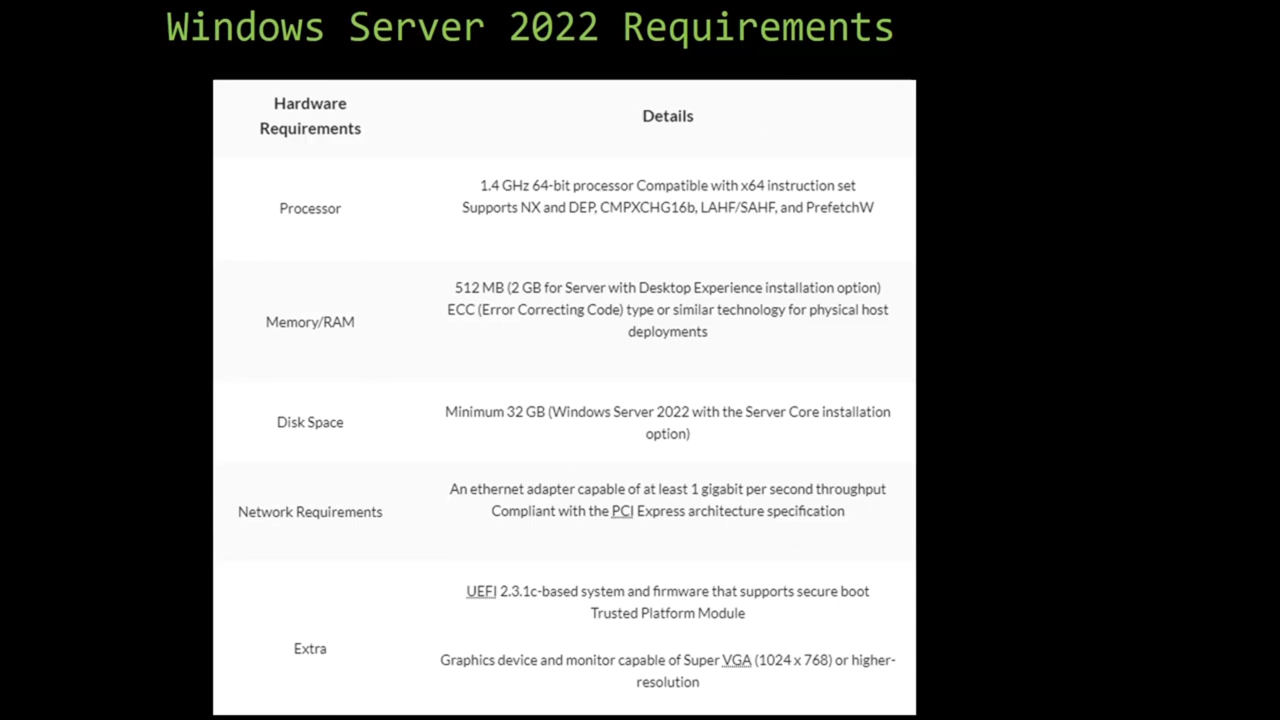 Windows Server 2022 Requirements
Hardware
Requirements
Details
Processor
1.4 GHz 64-bit processor Compatible with x64 instruction set
Supports NX and DEP, CMPXCHG16b, LAHF/SAHF, and PrefetchW
Memory/RAM
512 MB (2 GB for Server with Desktop Experience installation option)
ECC (Error Correcting Code) type or similar technology for physical host
deployments
Disk Space
Minimum 32 GB (Windows Server 2022 with the Server Core installation
option)
Network Requirements
An ethernet adapter capable of at least 1 gigabit per second throughput
Compliant with the PCI Express architecture specification
Extra
UEFI 2.3.1c-based system and firmware that supports secure boot
Trusted Platform Module
Graphics device and monitor capable of Super VGA (1024 x 768) or higher-
resolution